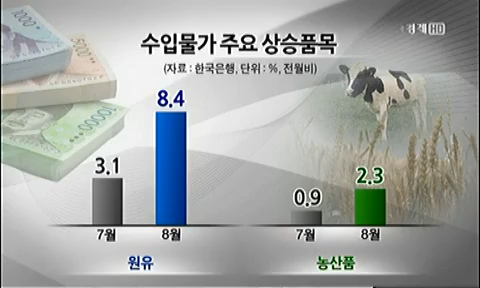 경제HD
수입물가 주요 상승품목
(자료 : 한국은행, 단위 : %, 전월비)
8.4
3.1
2.3
0.9
7월 8월 7월 8월
원유 농산품
1000
10000